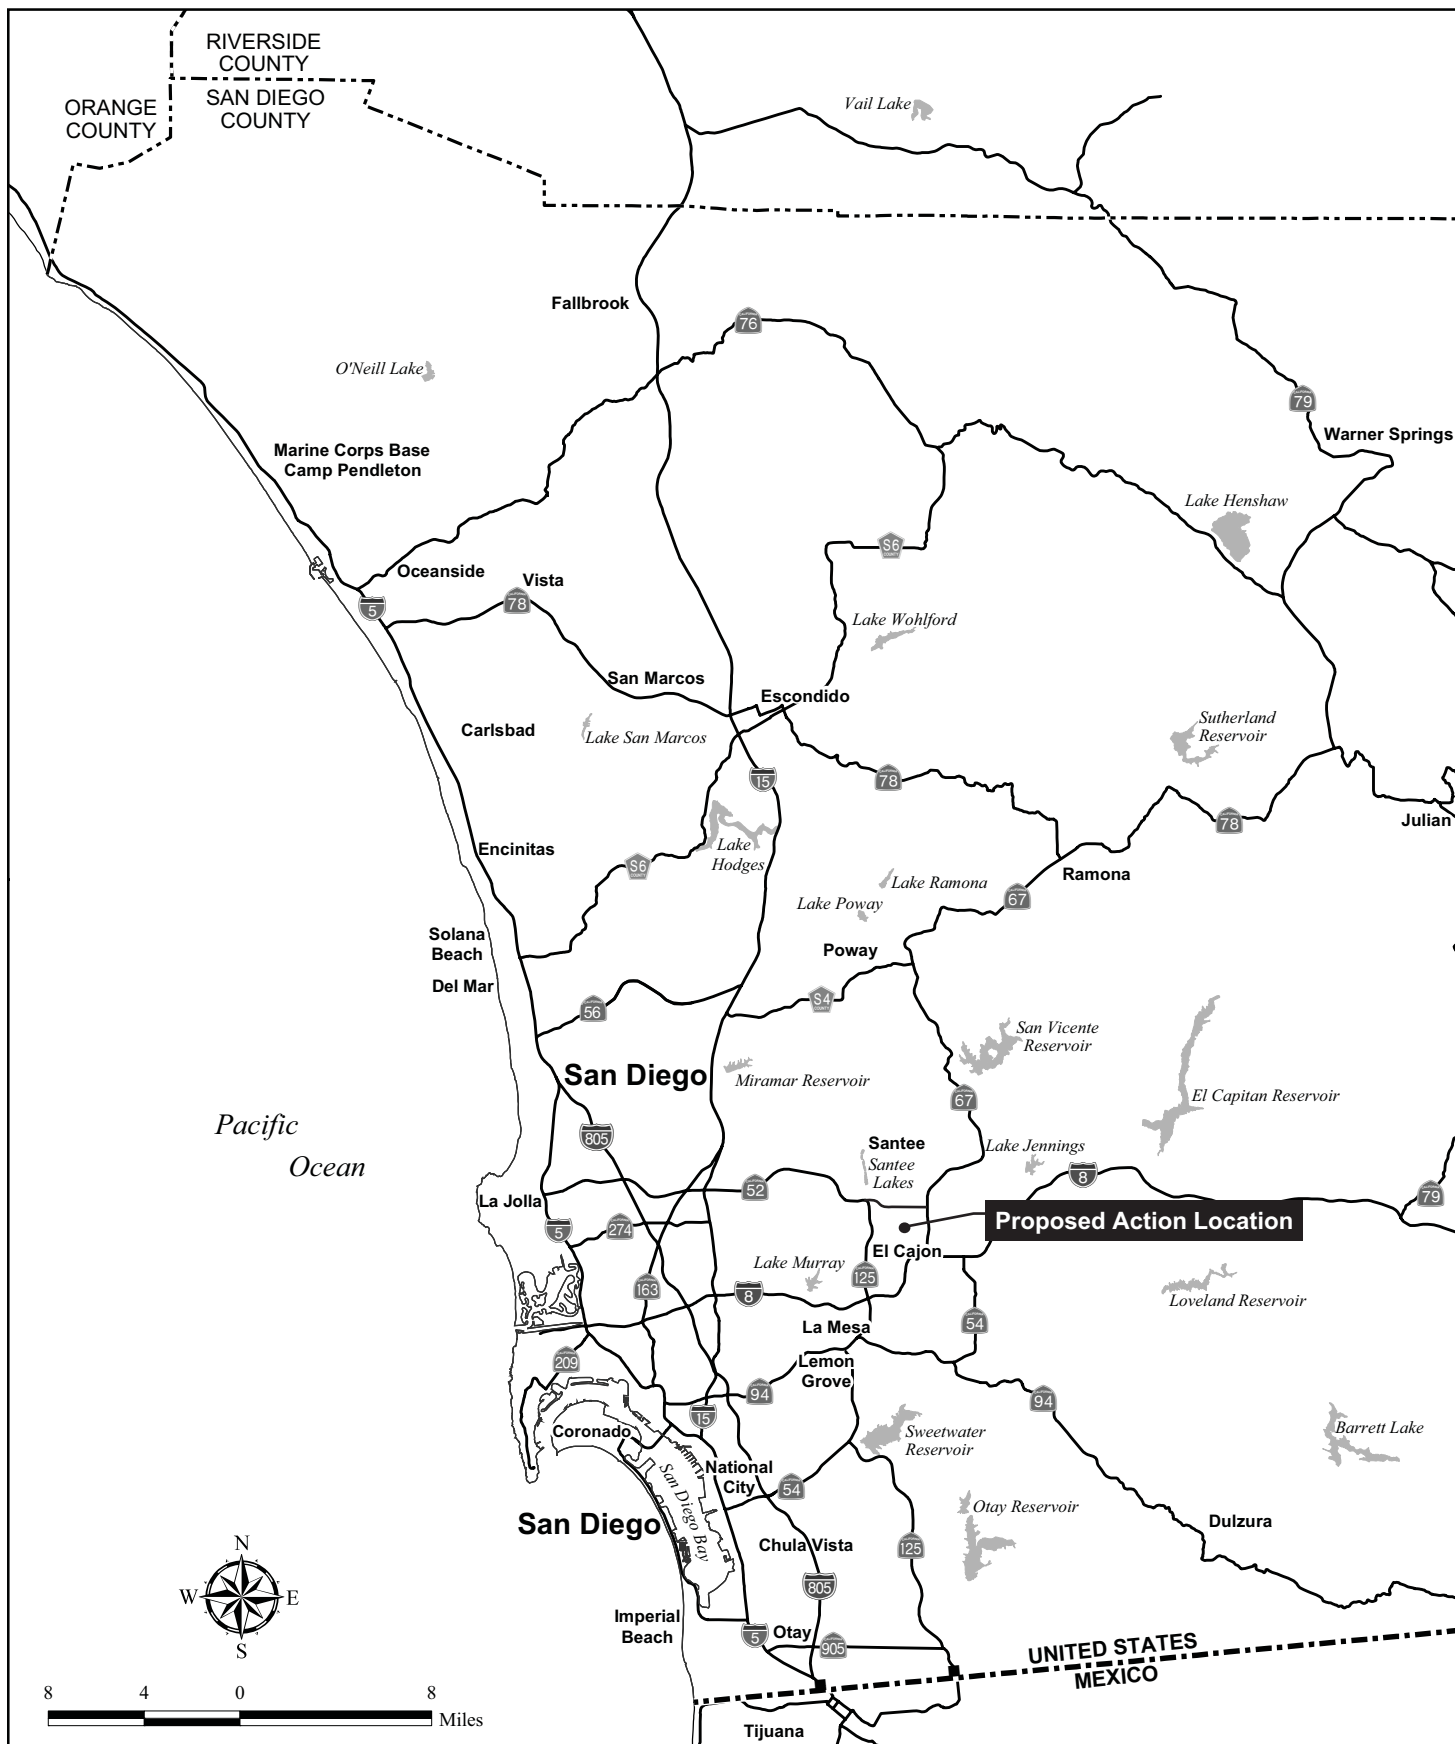 RIVERSIDE
COUNTY
ORANGE
COUNTY
SAN DIEGO
COUNTY
Vail Lake
Fallbrook
76
O'Neill Lake
79
Warner Springs
Marine Corps Base
Camp Pendleton
Lake Henshaw
S6
COUNTY
Oceanside
Vista
78
5
Lake Wohlford
San Marcos
Escondido
Carlsbad
Lake San Marcos
Sutherland
Reservoir
15
78
78
Julian
Encinitas
Lake
Hodges
S6
COUNTY
Lake Ramona
Ramona
67
Lake Poway
Solana
Beach
Poway
Del Mar
56
S4
COUNTY
San Vicente
Reservoir
San Diego
Miramar Reservoir
67
El Capitan Reservoir
Pacific
Ocean
805
Santee
Santee
Lakes
Lake Jennings
8
52
79
La Jolla
5
274
Proposed Action Location
El Cajon
Lake Murray
125
163
8
Loveland Reservoir
La Mesa
54
209
Lemon
Grove
94
94
15
Coronado
Sweetwater
Reservoir
Barrett Lake
National
City
San Diego Bay
54
Otay Reservoir
San Diego
Dulzura
Chula Vista
125
805
N
W
E
S
Imperial
Beach
5
Otay
905
UNITED STATES
MEXICO
8
4
0
8
Miles
Tijuana